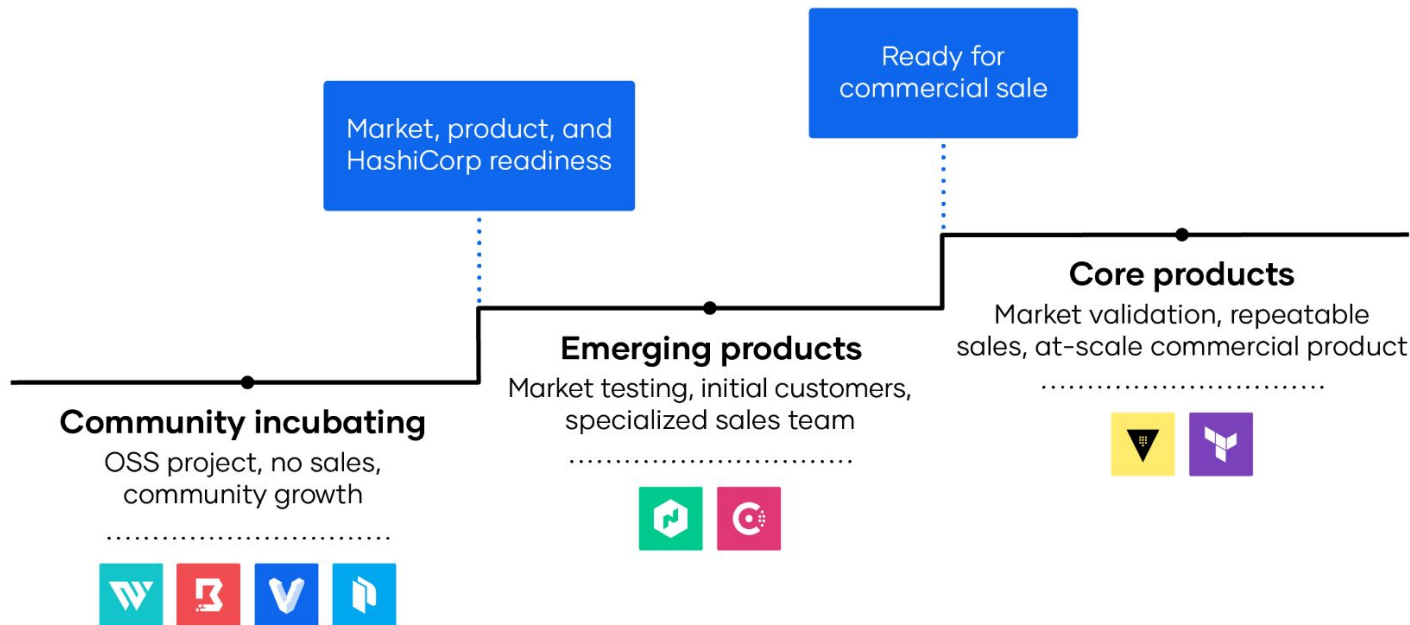 Ready for
commercial sale
Market, product, and
HashiCorp readiness
Core products
Market validation, repeatable
sales, at-scale commercial product
Emerging products
Market testing, initial customers,
specialized sales team
Community incubating
OSS project, no sales,
community growth